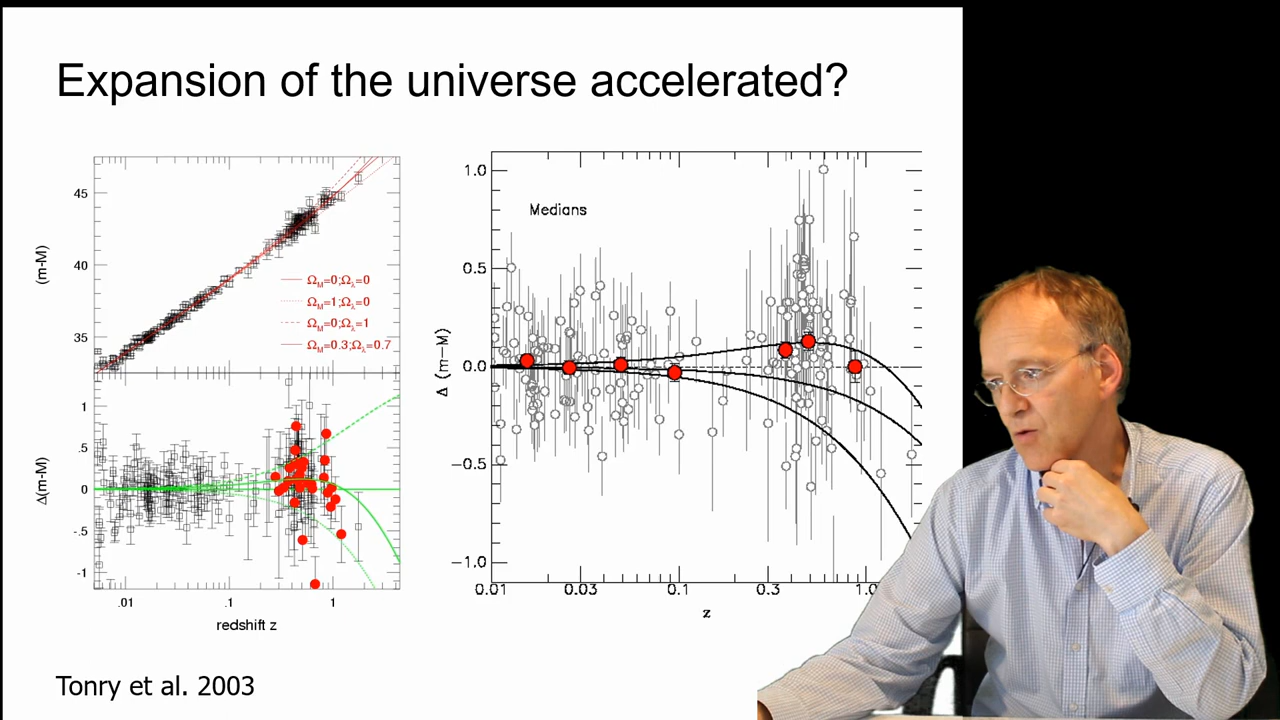 Expansion of the universe accelerated?
45
40
35
(m-M)
Ω_M=0;Ω_λ=0
Ω_M=1;Ω_λ=0
Ω_M=0;Ω_λ=1
Ω_M=0.3;Ω_λ=0.7
1
.5
0
-.5
-1
Δ(m-M)
.01 .1 1
redshift z
Medians
1.0
0.5
0.0
-0.5
-1.0
Δ (m-M)
0.01 0.03 0.1 0.3 1.0
z
Tonry et al. 2003